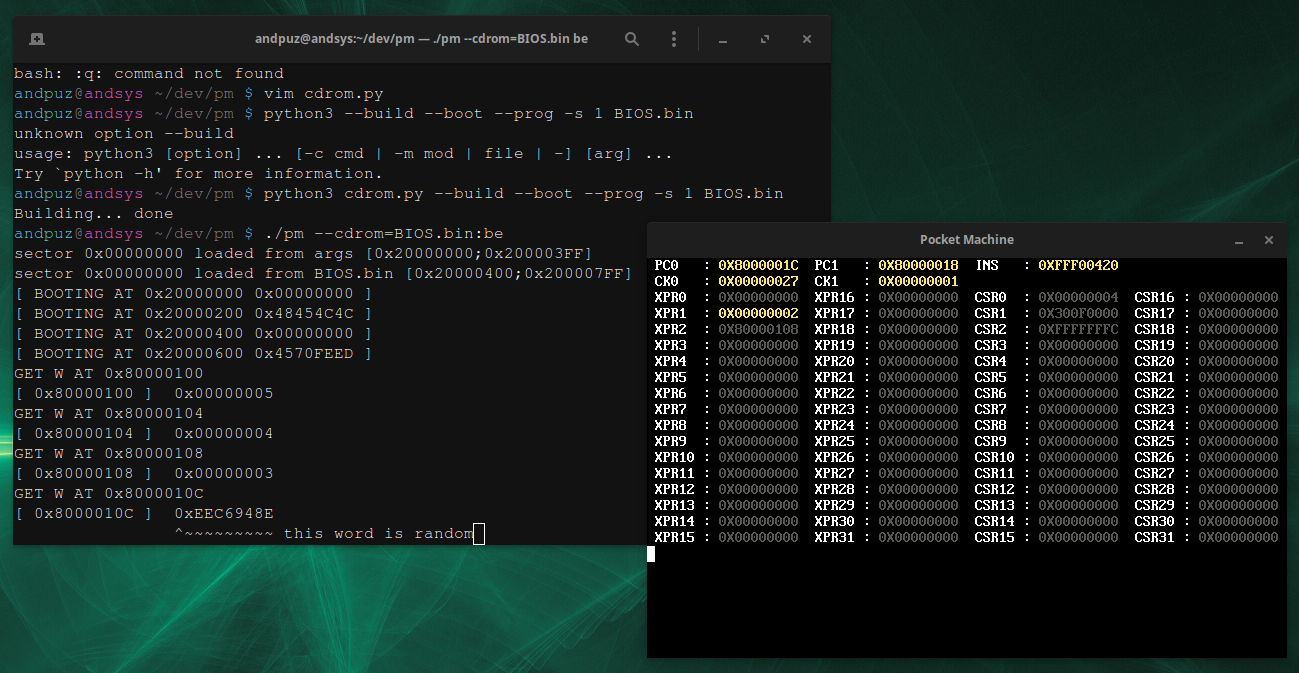 andpuz@andsys:~/dev/pm — ./pm --cdrom=BIOS.bin be
bash: :q: command not found
andpuz@andsys ~/dev/pm $ vim cdrom.py
andpuz@andsys ~/dev/pm $ python3 --build --boot --prog -s 1 BIOS.bin
unknown option --build
usage: python3 [option] ... [-c cmd | -m mod | file | -] [arg] ...
Try `python -h' for more information.
andpuz@andsys ~/dev/pm $ python3 cdrom.py --build --boot --prog -s 1 BIOS.bin
Building... done
andpuz@andsys ~/dev/pm $ ./pm --cdrom=BIOS.bin:be
sector 0x00000000 loaded from args [0x20000000;0x200003FF]
sector 0x00000000 loaded from BIOS.bin [0x20000400;0x200007FF]
[ BOOTING AT 0x20000000 0x00000000 ]
[ BOOTING AT 0x20000200 0x48454C4C ]
[ BOOTING AT 0x20000400 0x00000000 ]
[ BOOTING AT 0x20000600 0x4570FEED ]
GET W AT 0x80000100
[ 0x80000100 ]  0x00000005
GET W AT 0x80000104
[ 0x80000104 ]  0x00000004
GET W AT 0x80000108
[ 0x80000108 ]  0x00000003
GET W AT 0x8000010C
[ 0x8000010C ]  0xEEC6948E
^~~~~~~~~~ this word is random
Pocket Machine
PC0 : 0X8000001C PC1 : 0X80000018 INS : 0XFFF00420
CK0 : 0X00000027 CK1 : 0X00000001
XPR0 : 0X00000000 XPR16 : 0X00000000 CSR0 : 0X00000004 CSR16 : 0X00000000
XPR1 : 0X00000002 XPR17 : 0X00000000 CSR1 : 0X300F0000 CSR17 : 0X00000000
XPR2 : 0X80000108 XPR18 : 0X00000000 CSR2 : 0XFFFFFFFC CSR18 : 0X00000000
XPR3 : 0X00000000 XPR19 : 0X00000000 CSR3 : 0X00000000 CSR19 : 0X00000000
XPR4 : 0X00000000 XPR20 : 0X00000000 CSR4 : 0X00000000 CSR20 : 0X00000000
XPR5 : 0X00000000 XPR21 : 0X00000000 CSR5 : 0X00000000 CSR21 : 0X00000000
XPR6 : 0X00000000 XPR22 : 0X00000000 CSR6 : 0X00000000 CSR22 : 0X00000000
XPR7 : 0X00000000 XPR23 : 0X00000000 CSR7 : 0X00000000 CSR23 : 0X00000000
XPR8 : 0X00000000 XPR24 : 0X00000000 CSR8 : 0X00000000 CSR24 : 0X00000000
XPR9 : 0X00000000 XPR25 : 0X00000000 CSR9 : 0X00000000 CSR25 : 0X00000000
XPR10 : 0X00000000 XPR26 : 0X00000000 CSR10 : 0X00000000 CSR26 : 0X00000000
XPR11 : 0X00000000 XPR27 : 0X00000000 CSR11 : 0X00000000 CSR27 : 0X00000000
XPR12 : 0X00000000 XPR28 : 0X00000000 CSR12 : 0X00000000 CSR28 : 0X00000000
XPR13 : 0X00000000 XPR29 : 0X00000000 CSR13 : 0X00000000 CSR29 : 0X00000000
XPR14 : 0X00000000 XPR30 : 0X00000000 CSR14 : 0X00000000 CSR30 : 0X00000000
XPR15 : 0X00000000 XPR31 : 0X00000000 CSR15 : 0X00000000 CSR31 : 0X00000000